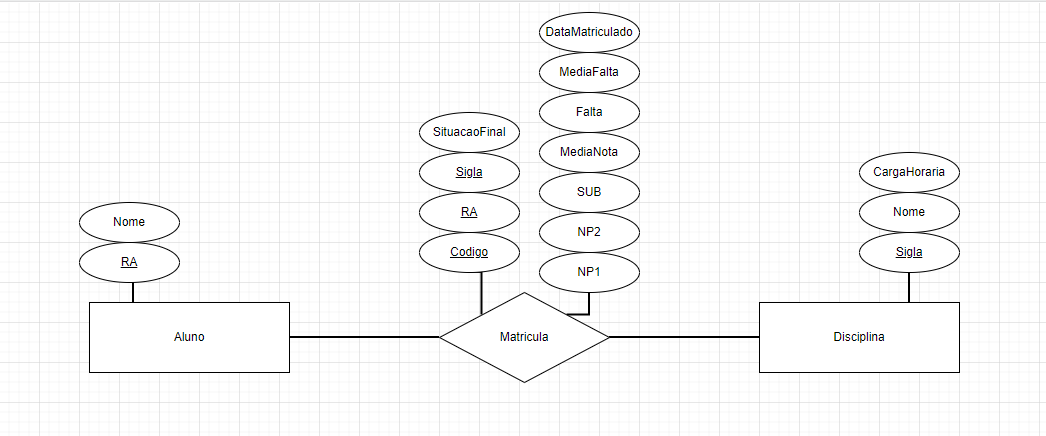 DataMatriculado
MediaFalta
Falta
MediaNota
SUB
NP2
NP1
SituacaoFinal
Sigla
RA
Codigo
CargaHoraria
Nome
Sigla
Nome
RA
Aluno
Matricula
Disciplina